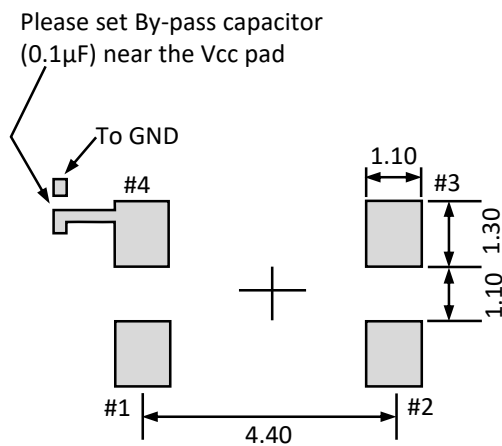 Please set By-pass capacitor
(0.1µF) near the Vcc pad
To GND
#4
1.10
#3
1.30
1.10
#1
#2
4.40